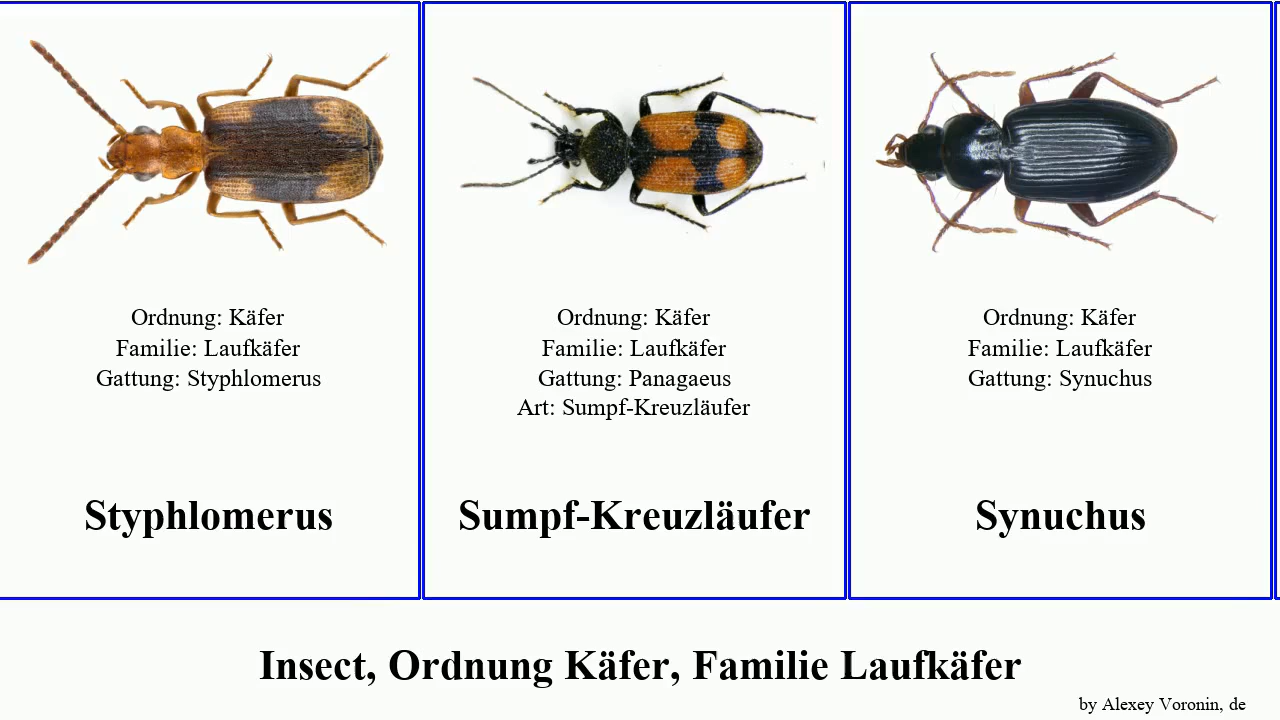 Ordnung: Käfer
Familie: Laufkäfer
Gattung: Styphlomerus
Styphlomerus
Ordnung: Käfer
Familie: Laufkäfer
Gattung: Panagaeus
Art: Sumpf-Kreuzläufer
Sumpf-Kreuzläufer
Ordnung: Käfer
Familie: Laufkäfer
Gattung: Synuchus
Synuchus
Insect, Ordnung Käfer, Familie Laufkäfer
by Alexey Voronin, de